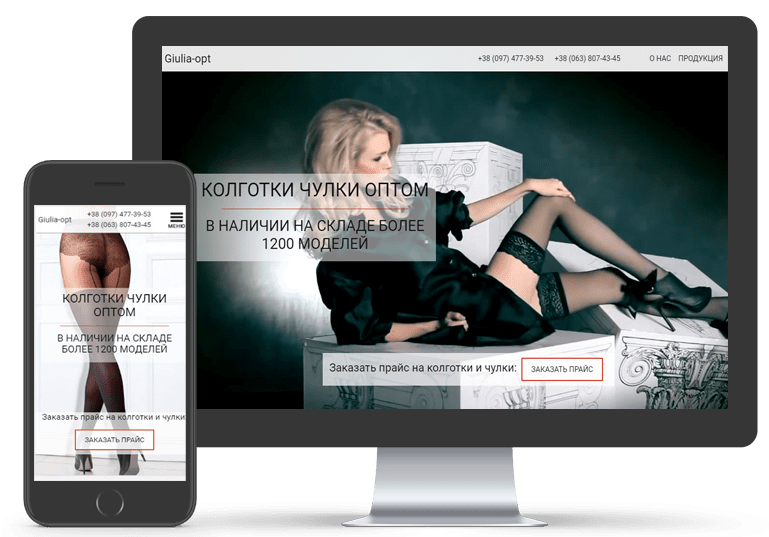 Giulia-opt
+38 (097) 477-39-53 +38 (063) 807-43-45 О НАС ПРОДУКЦИЯ
КОЛГОТКИ ЧУЛКИ ОПТОМ
В НАЛИЧИИ НА СКЛАДЕ БОЛЕЕ
1200 МОДЕЛЕЙ
Заказать прайс на колготки и чулки: ЗАКАЗАТЬ ПРАЙС
Giulia-opt
+38 (097) 477-39-53
+38 (063) 807-43-45
МЕНЮ
КОЛГОТКИ ЧУЛКИ
ОПТОМ
В НАЛИЧИИ НА СКЛАДЕ
БОЛЕЕ 1200 МОДЕЛЕЙ
Заказать прайс на колготки и чулки
ЗАКАЗАТЬ ПРАЙС